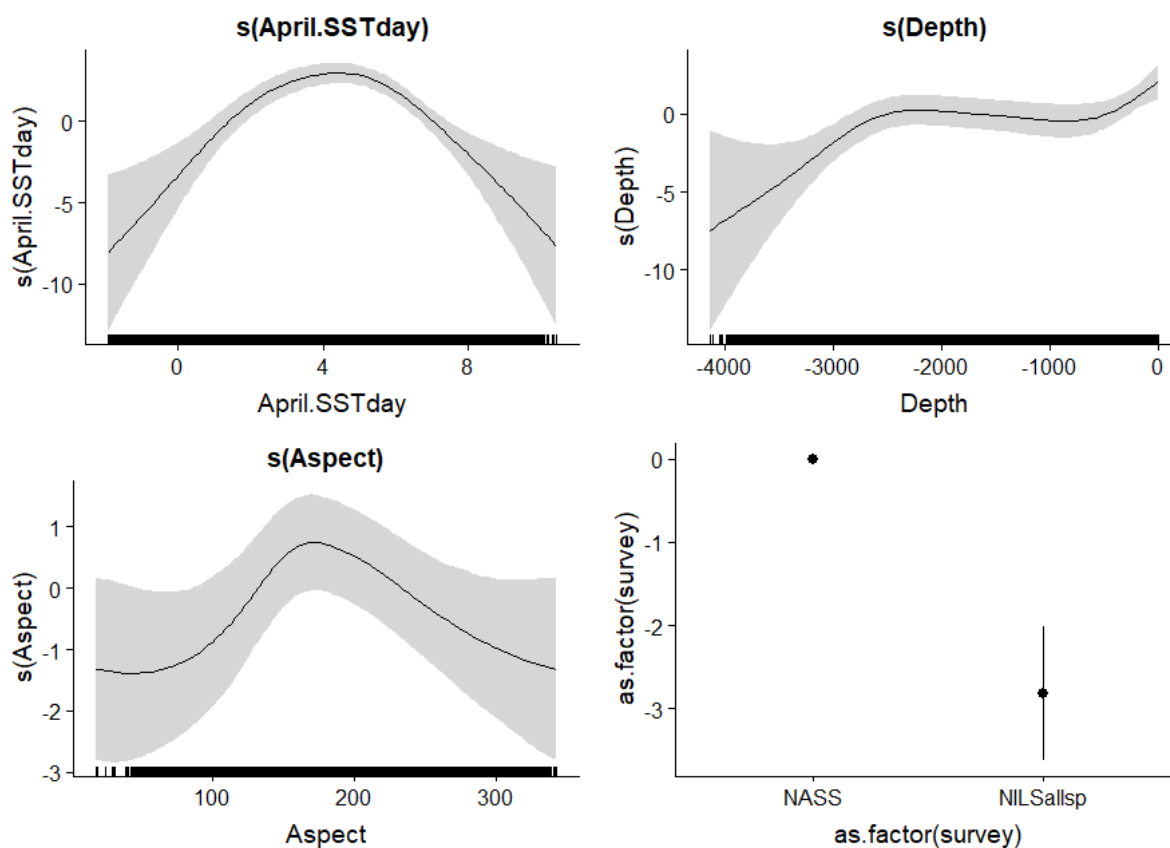 s(April.SSTday)
s(April.SSTday)
0
-5
-10
0 4 8
April.SSTday
s(Depth)
s(Depth)
0
-5
-10
-4000 -3000 -2000 -1000 0
Depth
s(Aspect)
s(Aspect)
1
0
-1
-2
-3
100 200 300
Aspect
as.factor(survey)
0
-1
-2
-3
NASS NILSallsp
as.factor(survey)